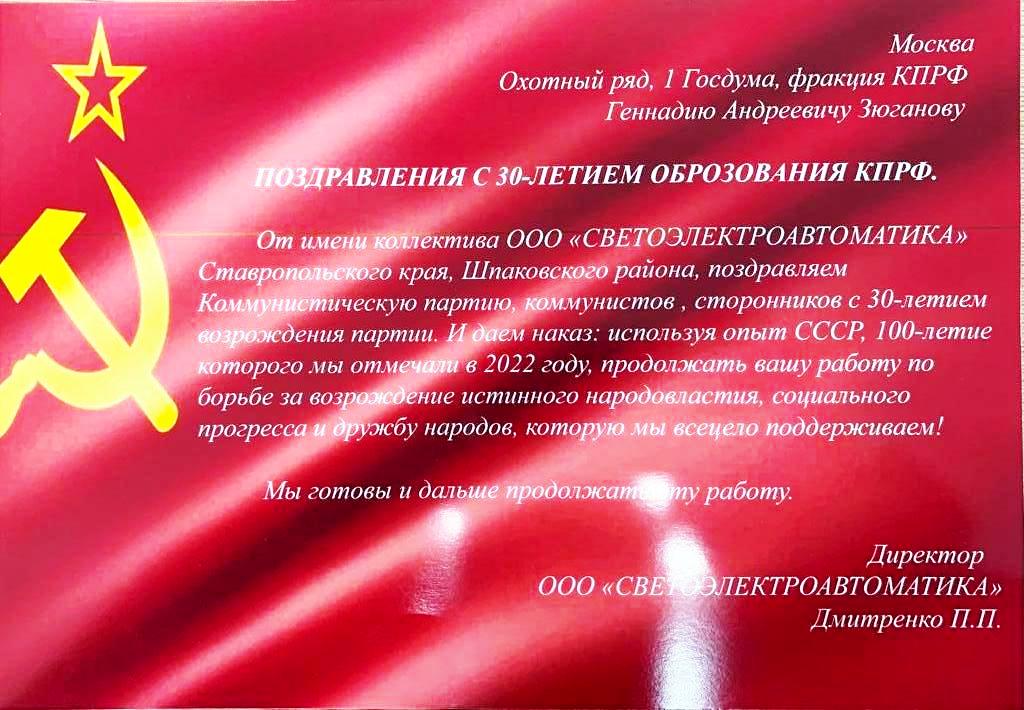 Москва
Охотный ряд, 1 Госдума, фракция КПРФ
Геннадию Андреевичу Зюганову
ПОЗДРАВЛЕНИЯ С 30-ЛЕТИЕМ ОБРОЗОВАНИЯ КПРФ.
От имени коллектива ООО «СВЕТОЭЛЕКТРОАВТОМАТИКА»
Ставропольского края, Шпаковского района, поздравляем
Коммунистическую партию, коммунистов , сторонников с 30-летием
возрождения партии. И даем наказ: используя опыт СССР, 100-летие
которого мы отмечали в 2022 году, продолжать вашу работу по
борьбе за возрождение истинного народовластия, социального
прогресса и дружбу народов, которую мы всецело поддерживаем!
Мы готовы и дальше продолжать эту работу.
Директор
ООО «СВЕТОЭЛЕКТРОАВТОМАТИКА»
Дмитренко П.П.